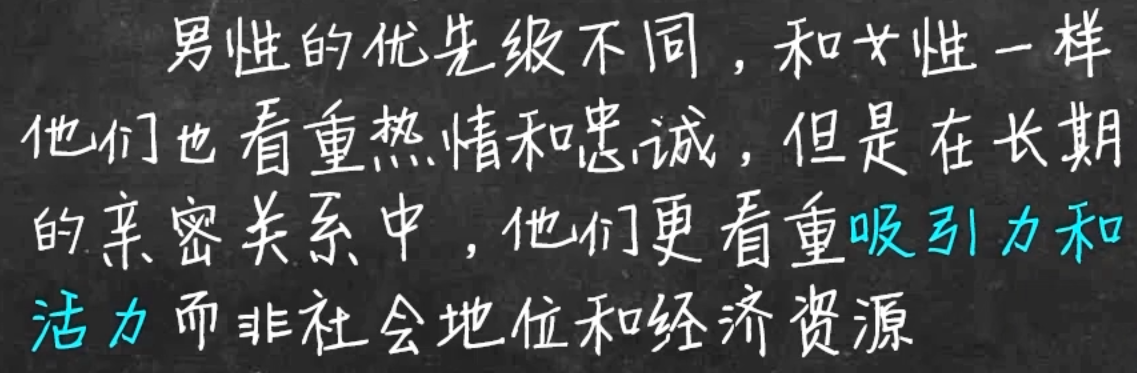 男性的优先级不同，和女性一样
他们也看重热情和忠诚，但是在长期
的亲密关系中，他们更看重吸引力和
活力而非社会地位和经济资源